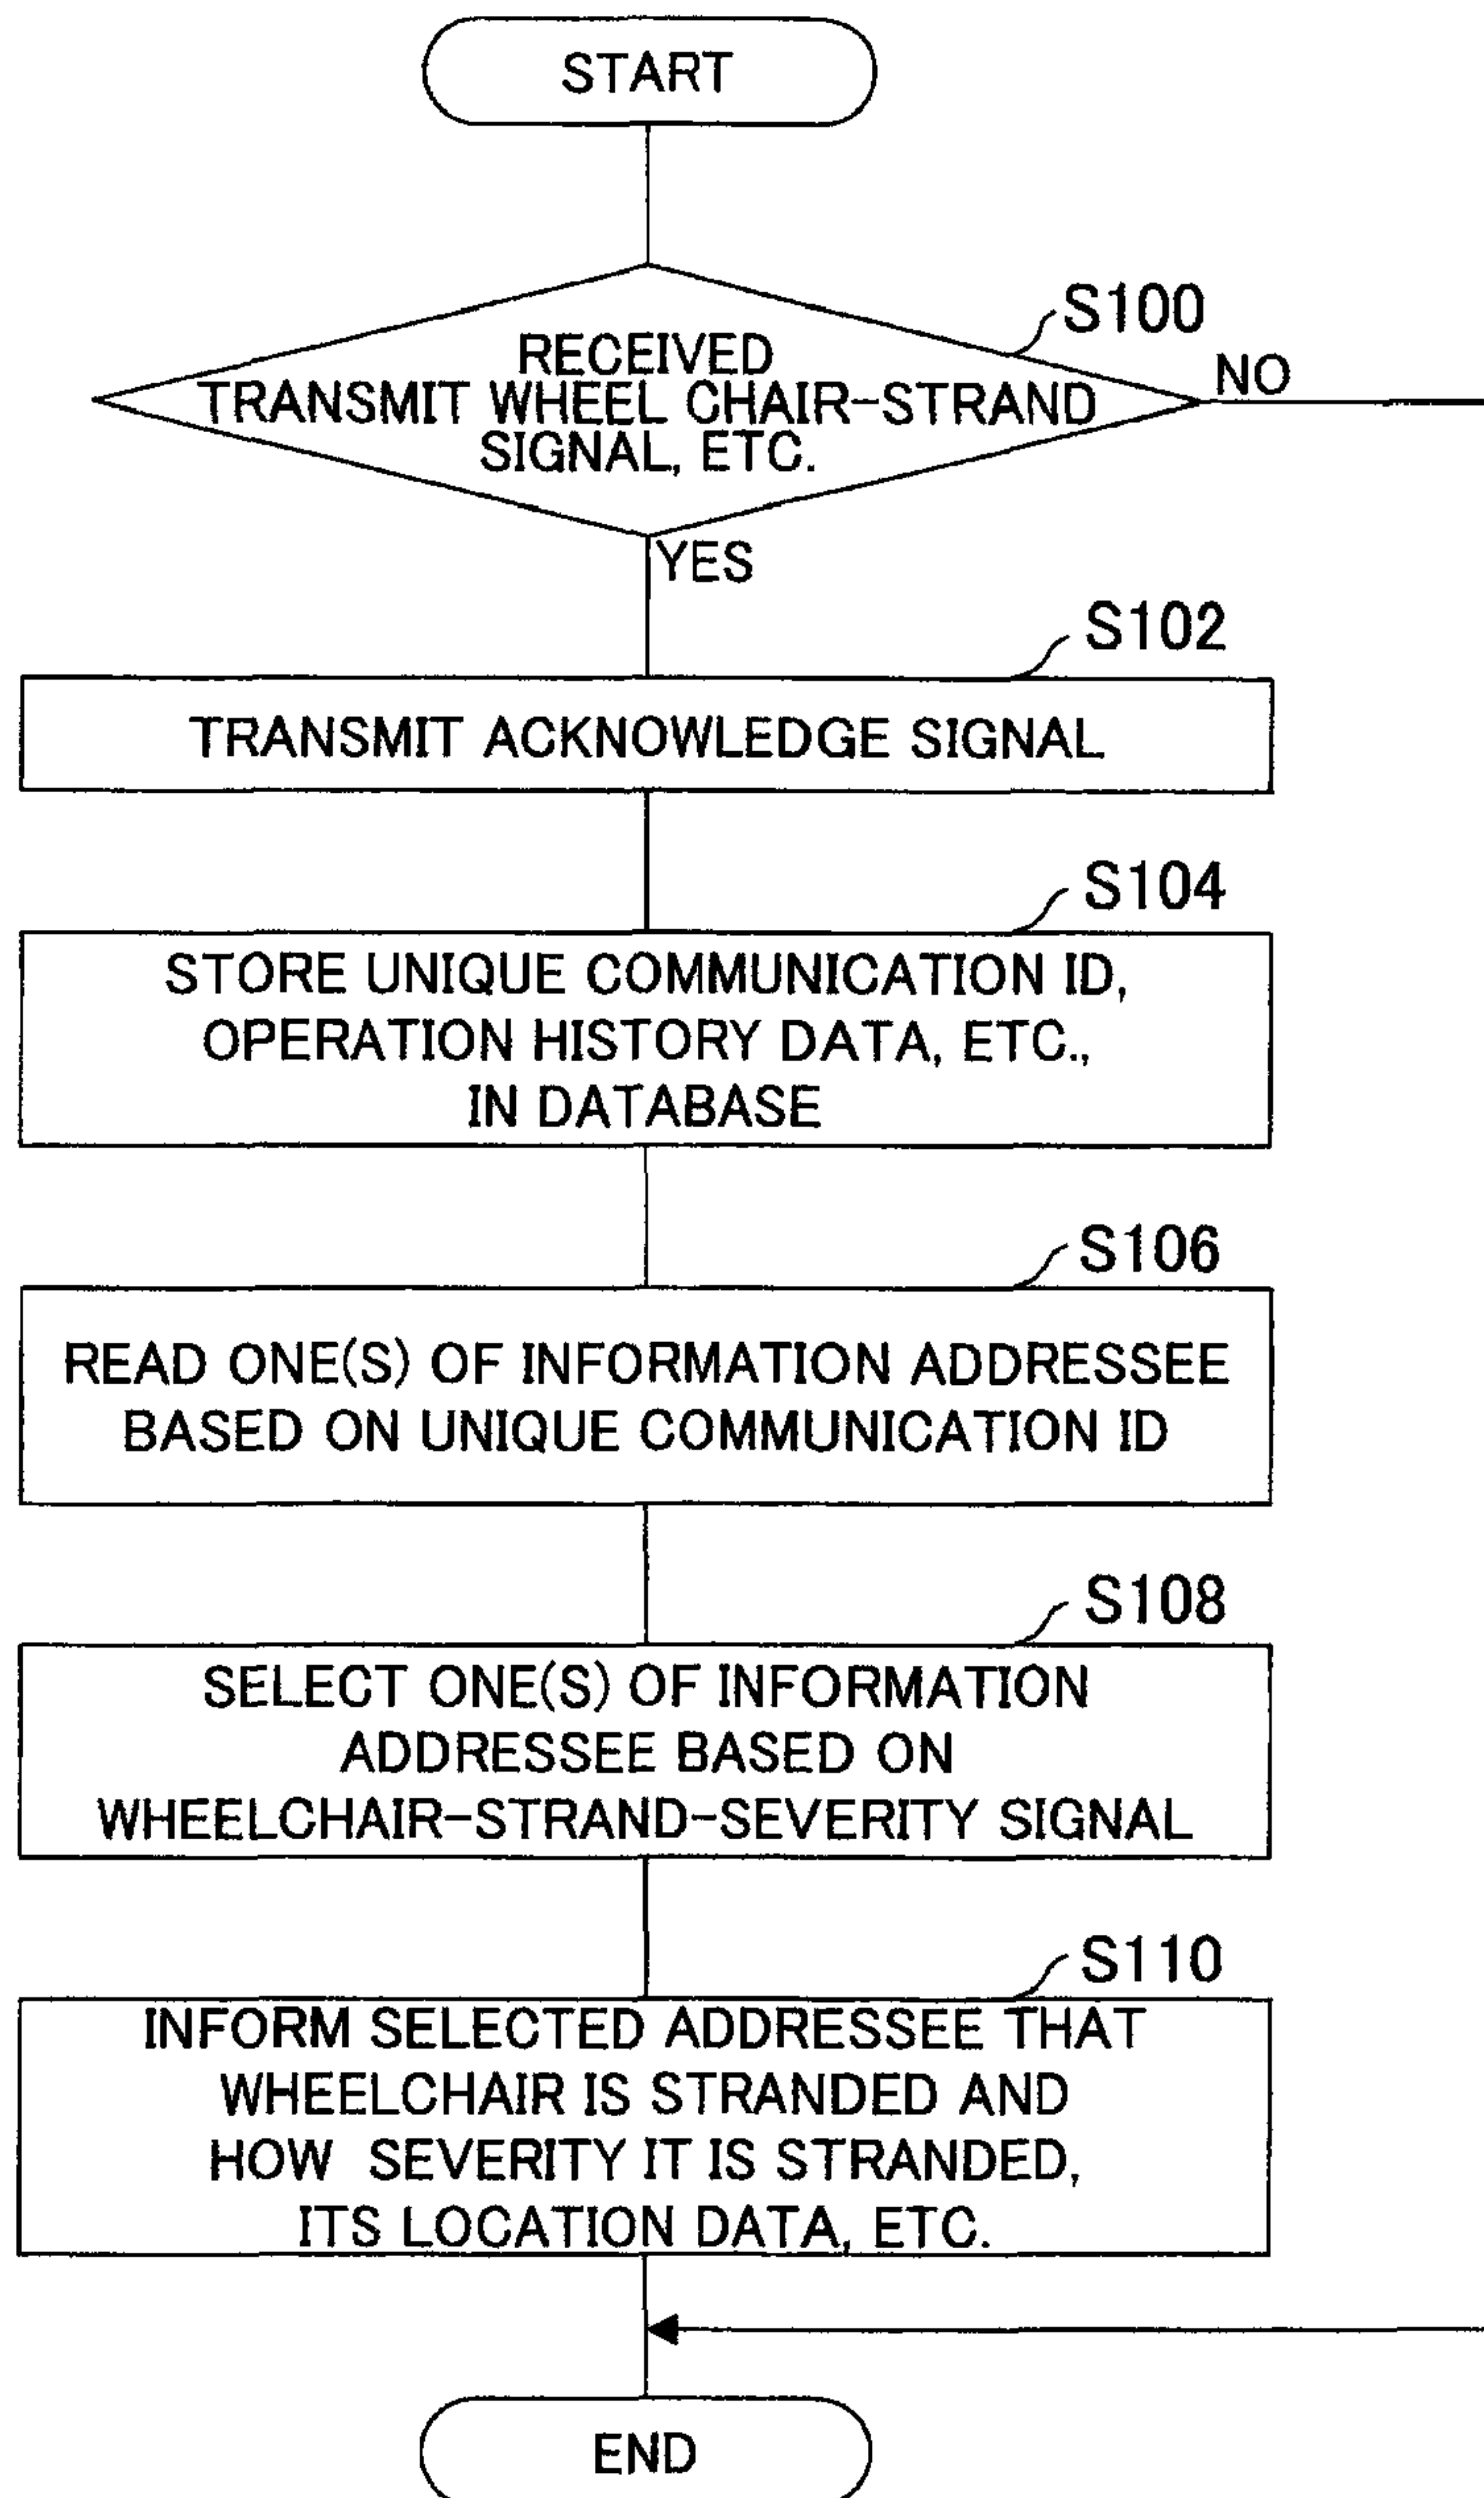 START
S100
RECEIVED
TRANSMIT WHEEL CHAIR-STRAND
SIGNAL, ETC.
NO
YES
S102
TRANSMIT ACKNOWLEDGE SIGNAL
S104
STORE UNIQUE COMMUNICATION ID,
OPERATION HISTORY DATA, ETC.,
IN DATABASE
S106
READ ONE(S) OF INFORMATION ADDRESSEE
BASED ON UNIQUE COMMUNICATION ID
S108
SELECT ONE(S) OF INFORMATION
ADDRESSEE BASED ON
WHEELCHAIR-STRAND-SEVERITY SIGNAL
S110
INFORM SELECTED ADDRESSEE THAT
WHEELCHAIR IS STRANDED AND
HOW SEVERITY IT IS STRANDED,
ITS LOCATION DATA, ETC.
END